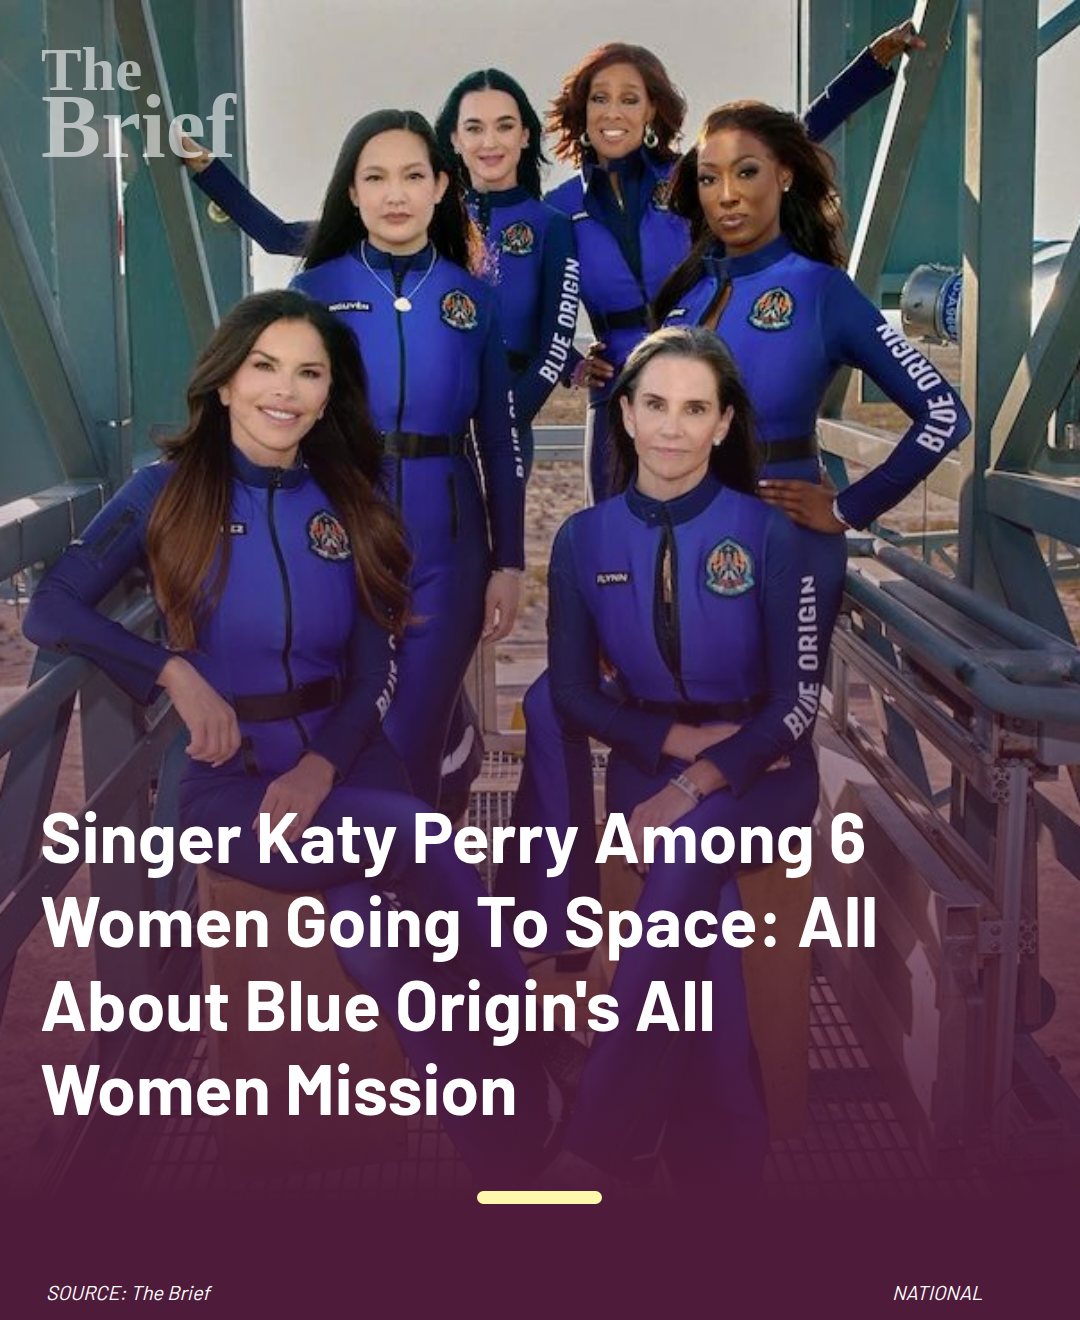 The
Brief
NGUYEN
BLUE ORIGIN
BLUE ORIGIN
FLYNN
BLUE ORIGIN
Singer Katy Perry Among 6
Women Going To Space: All
About Blue Origin's All
Women Mission
SOURCE: The Brief
NATIONAL